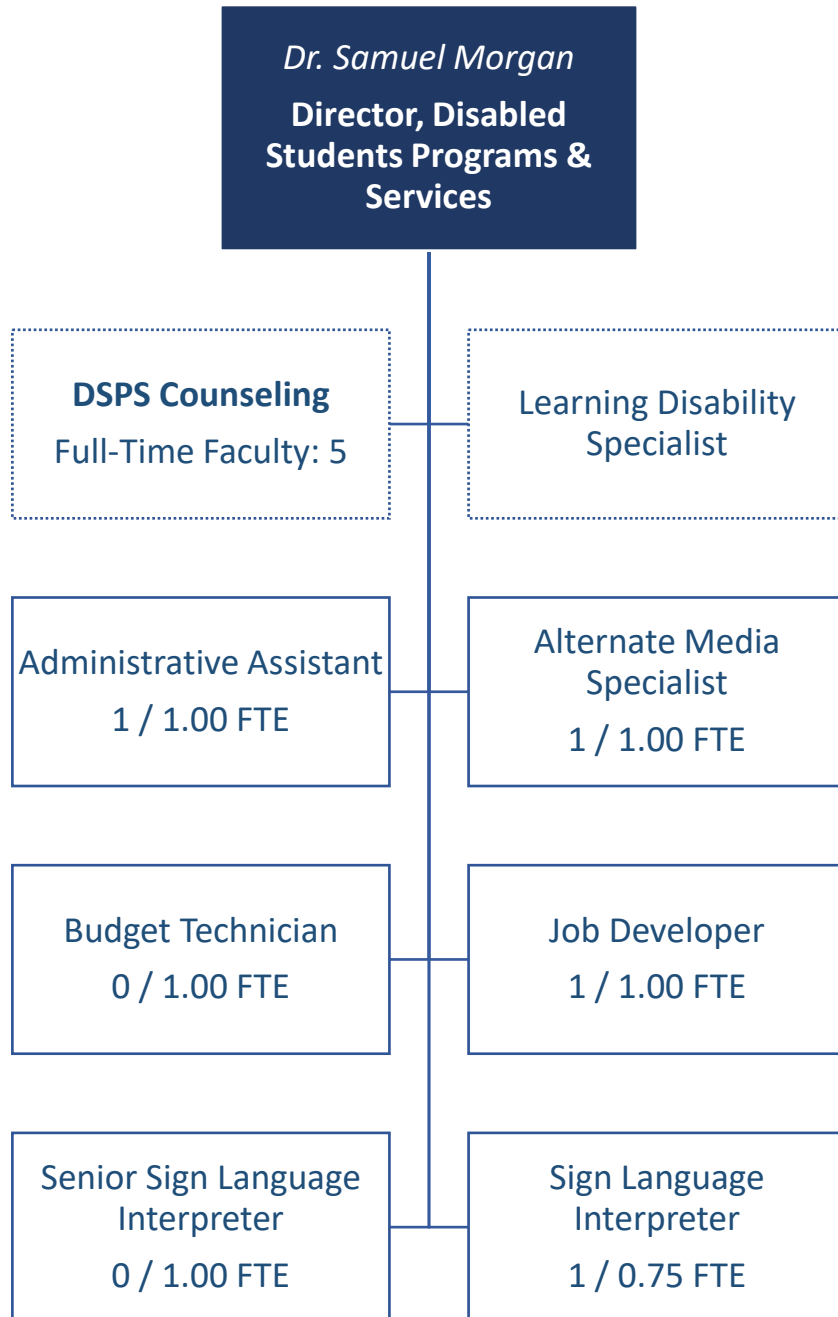 Dr. Samuel Morgan
Director, Disabled
Students Programs &
Services
DSPS Counseling
Full-Time Faculty: 5
Learning Disability
Specialist
Administrative Assistant
1 / 1.00 FTE
Alternate Media
Specialist
1 / 1.00 FTE
Budget Technician
0 / 1.00 FTE
Job Developer
1 / 1.00 FTE
Senior Sign Language
Interpreter
0 / 1.00 FTE
Sign Language
Interpreter
1 / 0.75 FTE